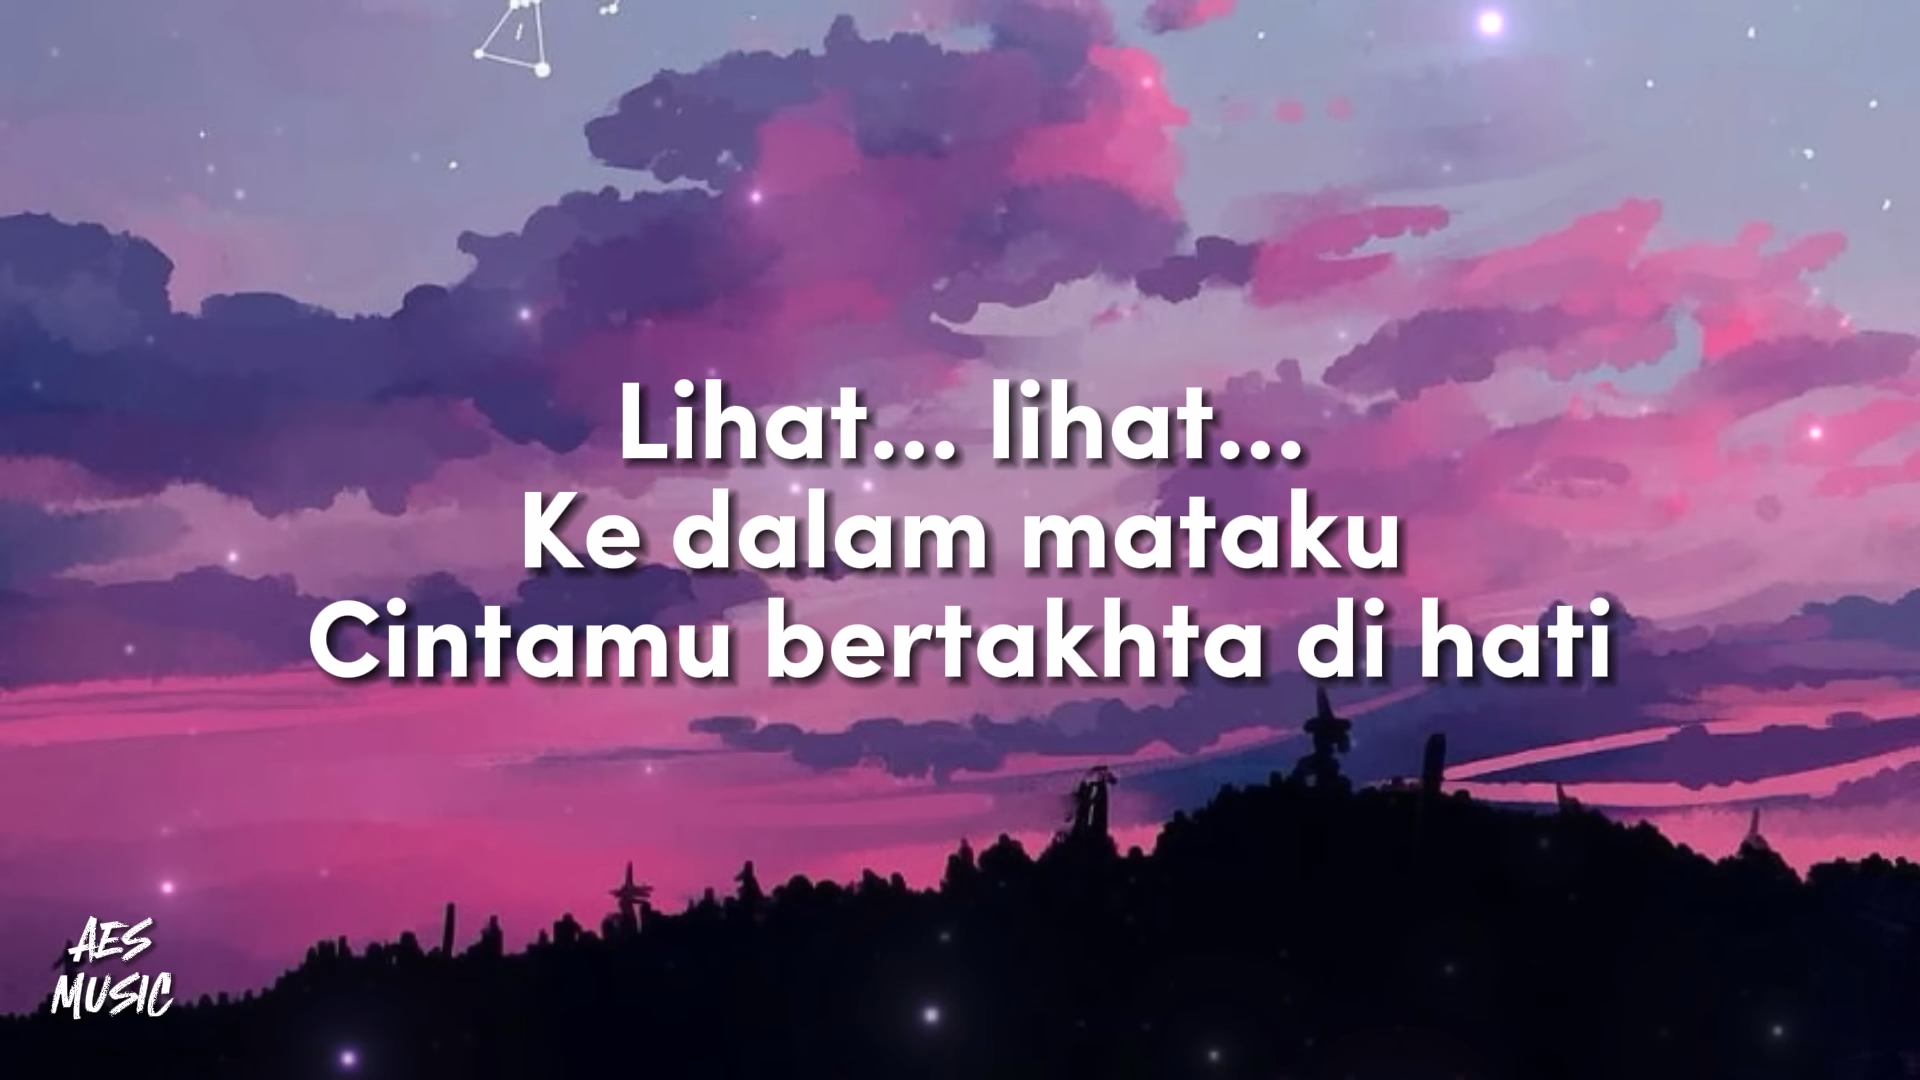 Lihat... lihat...
Ke dalam mataku
Cintamu bertakhta di hati
AES
MUSIC